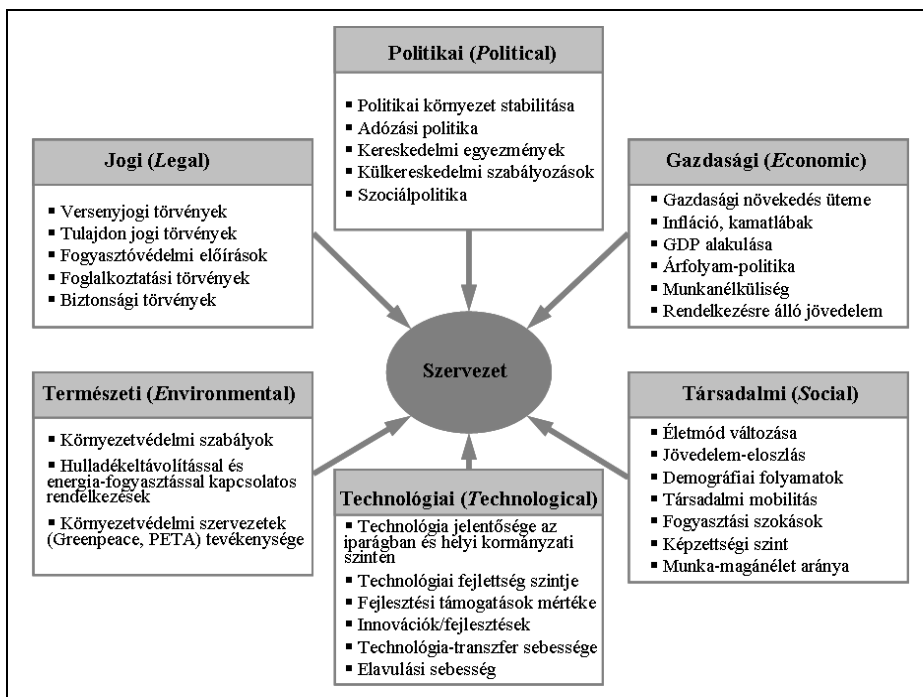 Politikai (Political)
▪ Politikai környezet stabilitása
▪ Adózási politika
▪ Kereskedelmi egyezmények
▪ Külkereskedelmi szabályozások
▪ Szociálpolitika
Jogi (Legal)
▪ Versenyjogi törvények
▪ Tulajdon jogi törvények
▪ Fogyasztóvédelmi előírások
▪ Foglalkoztatási törvények
▪ Biztonsági törvények
Gazdasági (Economic)
▪ Gazdasági növekedés üteme
▪ Infláció, kamatlábak
▪ GDP alakulása
▪ Árfolyam-politika
▪ Munkanélküliség
▪ Rendelkezésre álló jövedelem
Szervezet
Természeti (Environmental)
▪ Környezetvédelmi szabályok
▪ Hulladékeltávolítással és
energia-fogyasztással kapcsolatos
rendelkezések
▪ Környezetvédelmi szervezetek
(Greenpeace, PETA) tevékenysége
Technológiai (Technological)
▪ Technológia jelentősége az
iparágban és helyi kormányzati
szinten
▪ Technológiai fejlettség szintje
▪ Fejlesztési támogatások mértéke
▪ Innovációk/fejlesztések
▪ Technológia-transzfer sebessége
▪ Elavulási sebesség
Társadalmi (Social)
▪ Életmód változása
▪ Jövedelem-eloszlás
▪ Demográfiai folyamatok
▪ Társadalmi mobilitás
▪ Fogyasztási szokások
▪ Képzettségi szint
▪ Munka-magánélet aránya